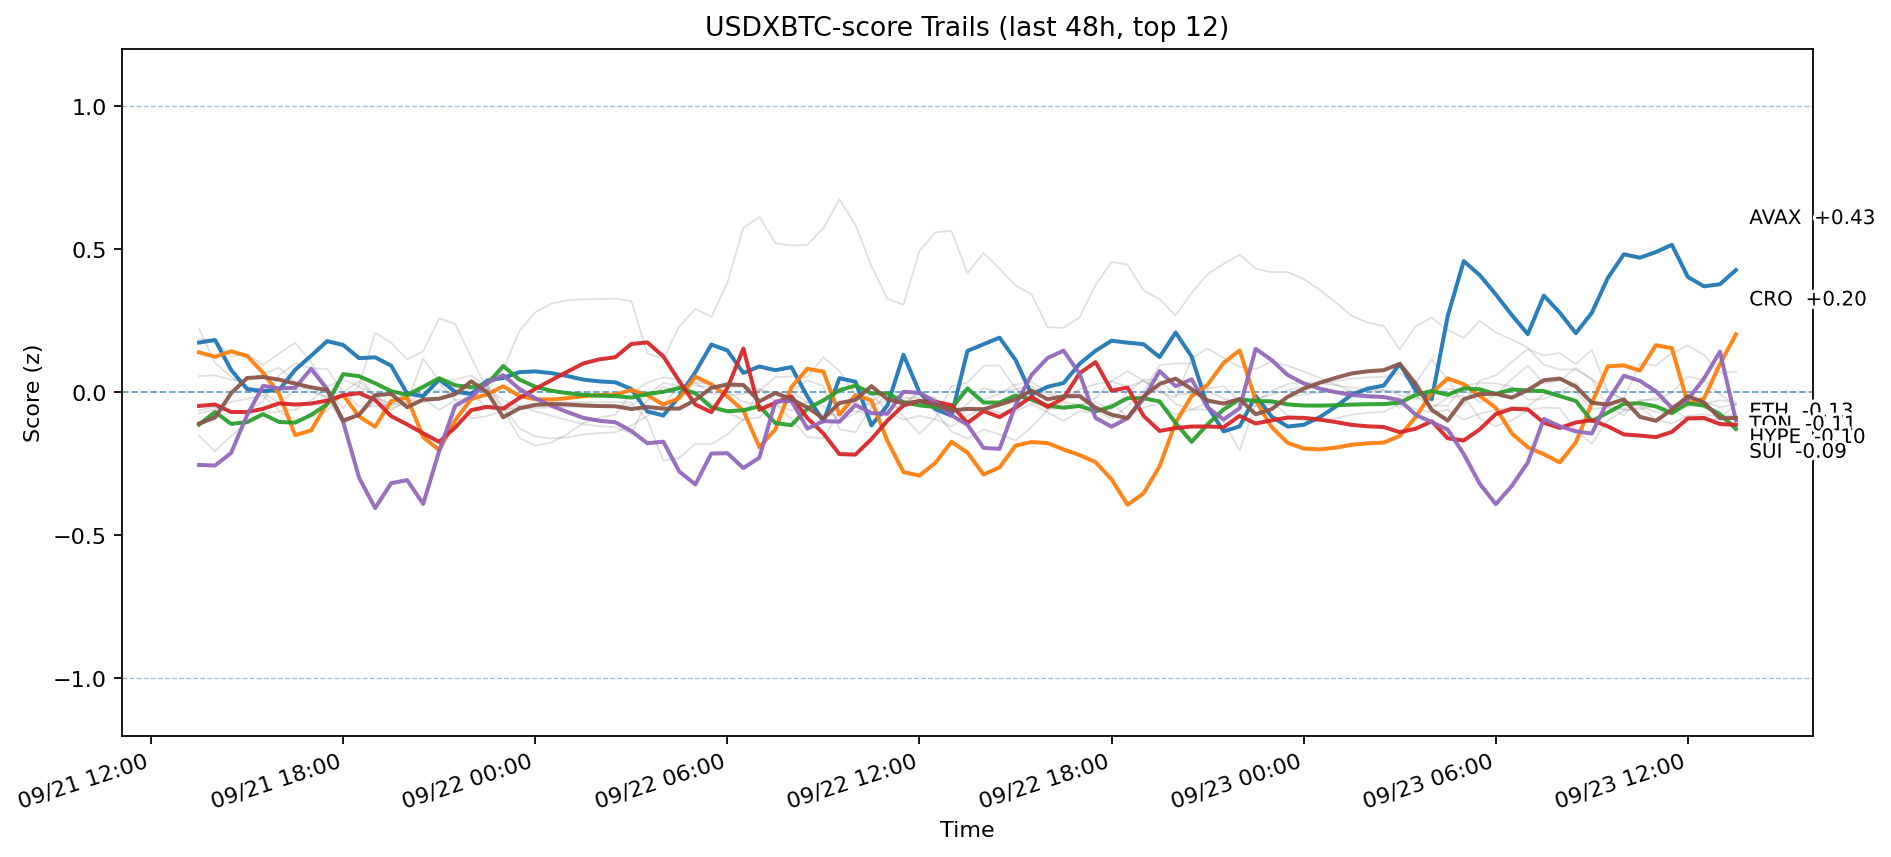 USDXBTC-score Trails (last 48h, top 12)
Score (z)
1.0
0.5
0.0
−0.5
−1.0
AVAX +0.43
CRO +0.20
ETH -0.13
TON -0.11
HYPE -0.10
SUI -0.09
09/21 12:00
09/21 18:00
09/22 00:00
09/22 06:00
09/22 12:00
09/22 18:00
09/23 00:00
09/23 06:00
09/23 12:00
Time